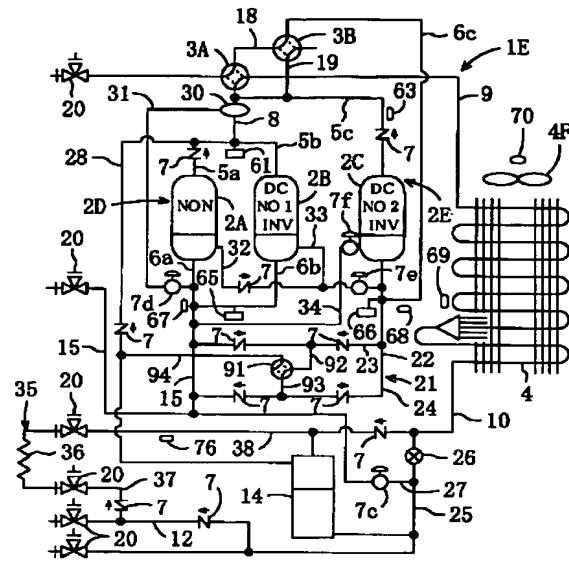 18
3A
3B
6c
1E
19
20
31
30
8
5c
63
9
70
4F
28
7
5a
61
5b
7
2B
2C
2D
NON
2A
DC
NO 1
INV
7f
DC
NO 2
INV
2E
20
6a
32
33
65
6b
7
7e
69
7d
67
34
66
68
7
7
92
23
22
94
91
93
21
4
15
15
7
7
24
10
35
20
76
38
7
26
36
20
37
7
14
7c
27
25
7
20
12